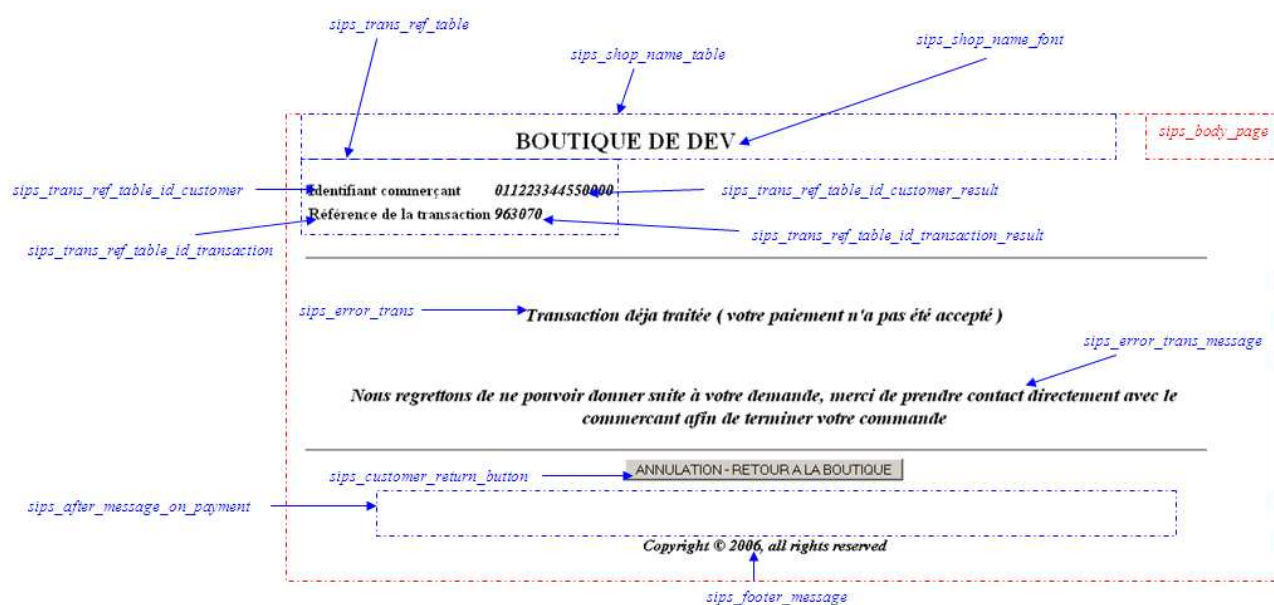 sips_trans_ref_table
sips_shop_name_font
sips_shop_name_table
BOUTIQUE DE DEV
sips_body_page
sips_trans_ref_table_id_customer
Identifiant commerçant 011223344550000
sips_trans_ref_table_id_customer_result
Référence de la transaction 963070
sips_trans_ref_table_id_transaction
sips_trans_ref_table_id_transaction_result
sips_error_trans
Transaction déja traitée ( votre paiement n'a pas été accepté )
sips_error_trans_message
Nous regrettons de ne pouvoir donner suite à votre demande, merci de prendre contact directement avec le
commercant afin de terminer votre commande
ANNULATION - RETOUR A LA BOUTIQUE
sips_customer_return_button
sips_after_message_on_payment
Copyright © 2006, all rights reserved
sips_footer_message